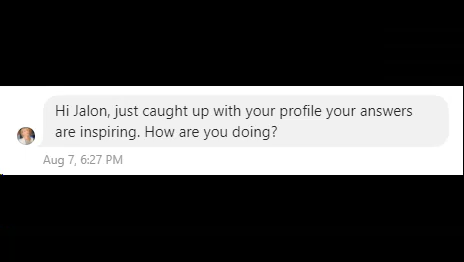 Hi Jalon, just caught up with your profile your answers
are inspiring. How are you doing?
Aug 7, 6:27 PM